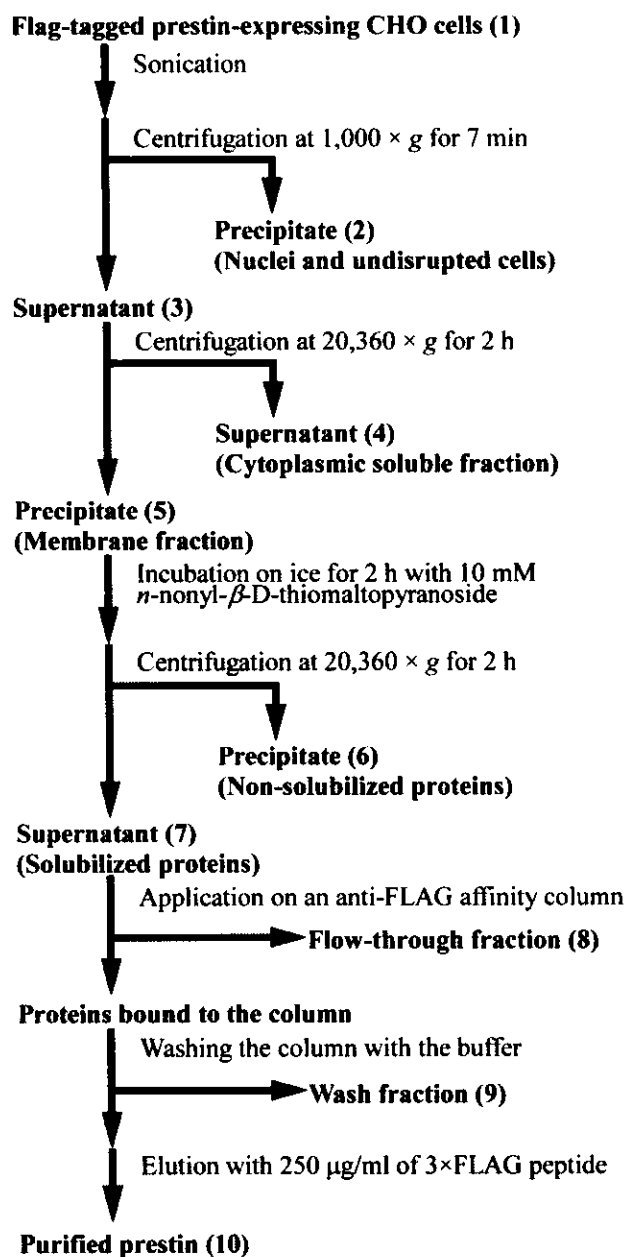 Flag-tagged prestin-expressing CHO cells (1)
Sonication
Centrifugation at 1,000 × g for 7 min
Precipitate (2)
(Nuclei and undisrupted cells)
Supernatant (3)
Centrifugation at 20,360 × g for 2 h
Supernatant (4)
(Cytoplasmic soluble fraction)
Precipitate (5)
(Membrane fraction)
Incubation on ice for 2 h with 10 mM
n-nonyl-β-D-thiomaltopyranoside
Centrifugation at 20,360 × g for 2 h
Precipitate (6)
(Non-solubilized proteins)
Supernatant (7)
(Solubilized proteins)
Application on an anti-FLAG affinity column
Flow-through fraction (8)
Proteins bound to the column
Washing the column with the buffer
Wash fraction (9)
Elution with 250 μg/ml of 3×FLAG peptide
Purified prestin (10)